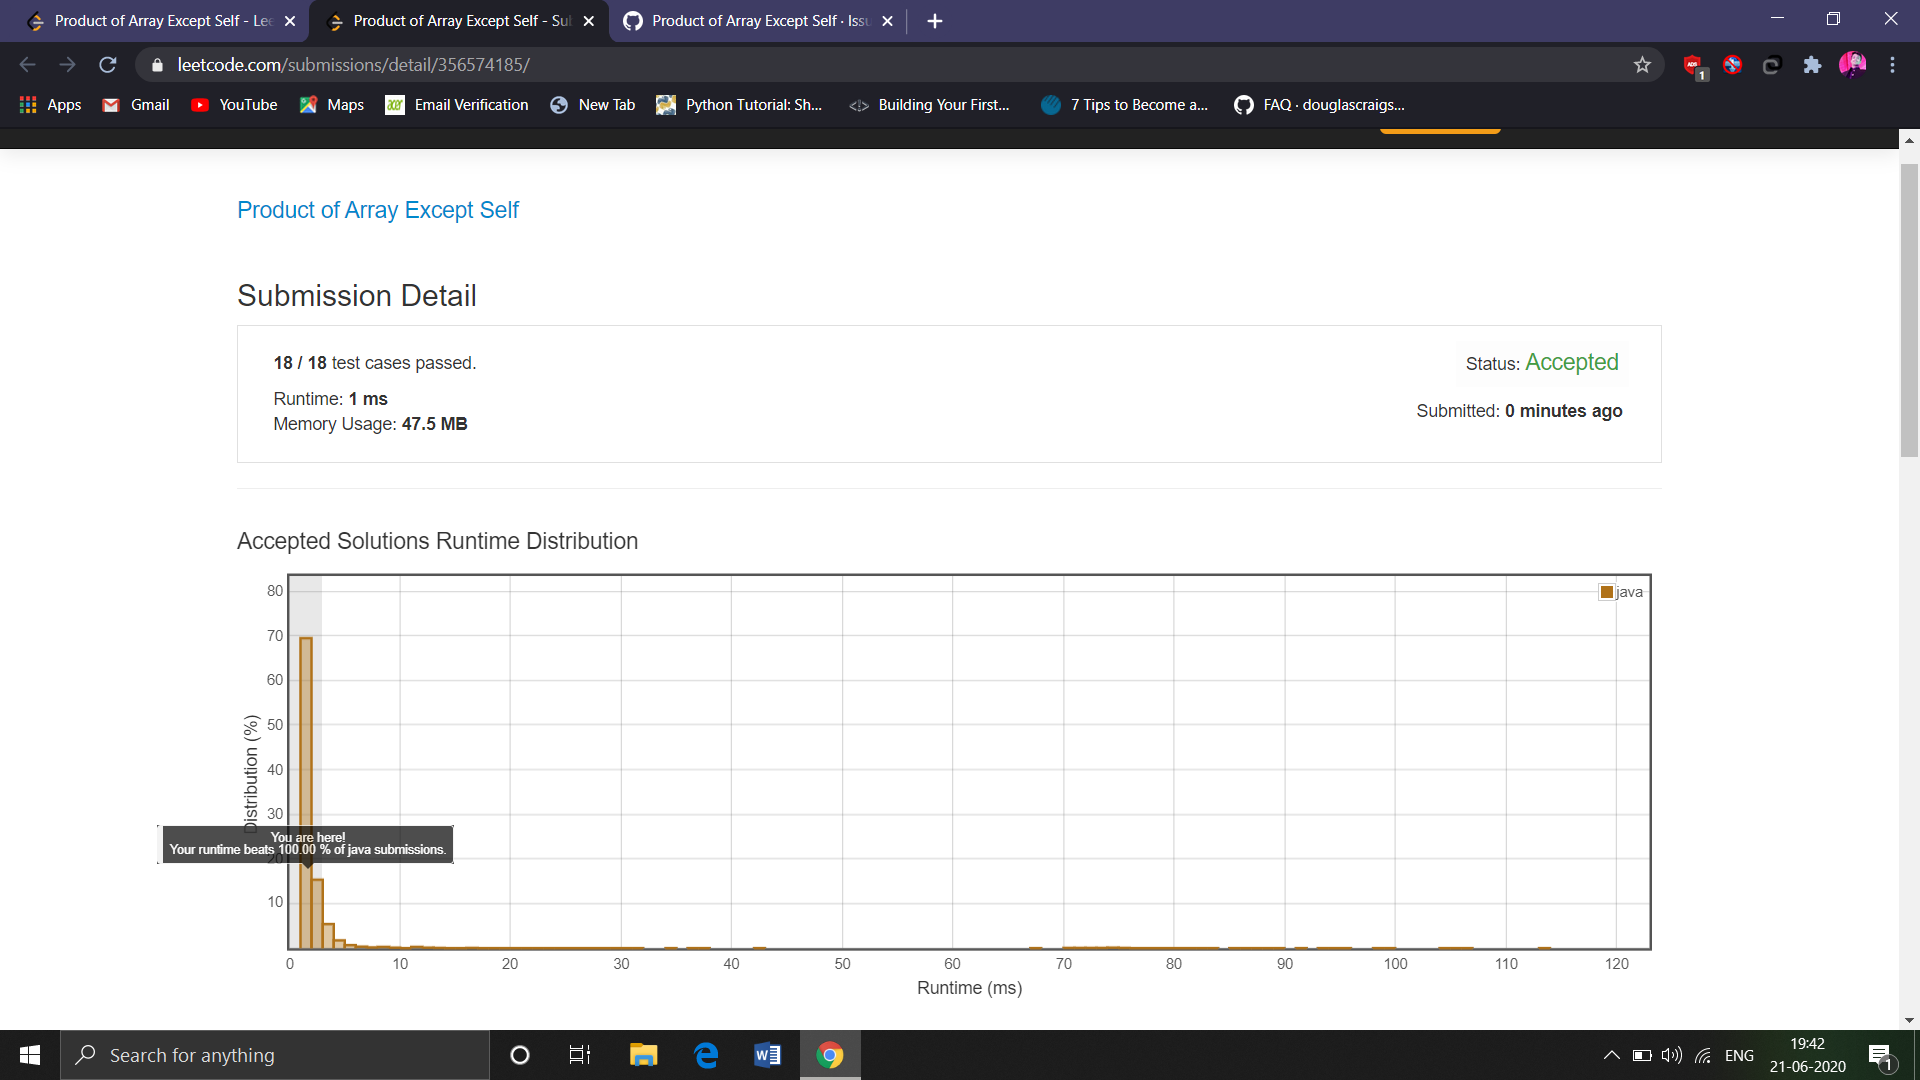 Product of Array Except Self - Lee
Product of Array Except Self - Sul
Product of Array Except Self · Issu
leetcode.com/submissions/detail/356574185/
ADS
1
Apps
Gmail
YouTube
Maps
acer
Email Verification
New Tab
Python Tutorial: Sh...
Building Your First...
7 Tips to Become a...
FAQ · douglascraigs...
Product of Array Except Self
Submission Detail
18 / 18 test cases passed.
Status: Accepted
Runtime: 1 ms
Submitted: 0 minutes ago
Memory Usage: 47.5 MB
Accepted Solutions Runtime Distribution
java
80
70
60
50
40
30
20
10
Distribution (%)
You are here!
Your runtime beats 100.00 % of java submissions.
0 10 20 30 40 50 60 70 80 90 100 110 120
Runtime (ms)
Search for anything
W
ENG
19:42
21-06-2020
1